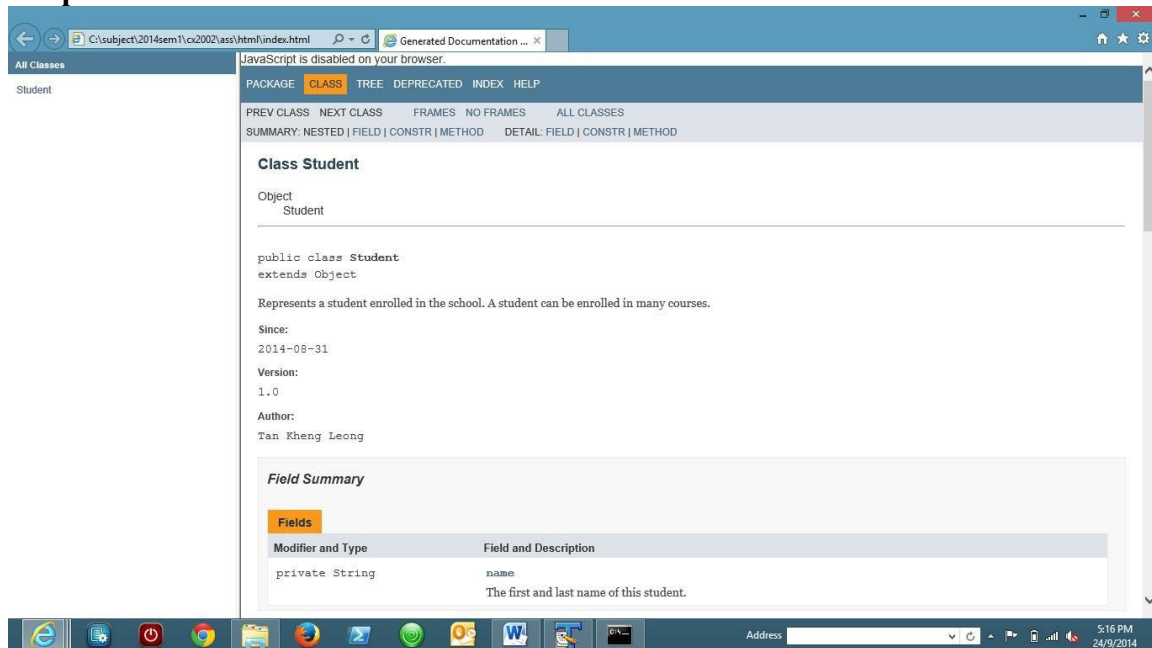 C:\subject\2014sem1\cx2002\ass\html\index.html
Generated Documentation ...
All Classes
Student
JavaScript is disabled on your browser.
PACKAGE CLASS TREE DEPRECATED INDEX HELP
PREV CLASS NEXT CLASS FRAMES NO FRAMES ALL CLASSES
SUMMARY: NESTED | FIELD | CONSTR | METHOD DETAIL: FIELD | CONSTR | METHOD
Class Student
Object
Student
public class Student
extends Object
Represents a student enrolled in the school. A student can be enrolled in many courses.
Since:
2014-08-31
Version:
1.0
Author:
Tan Kheng Leong
Field Summary
Fields
Modifier and Type Field and Description
private String name
The first and last name of this student.
Address
5:16 PM
24/9/2014